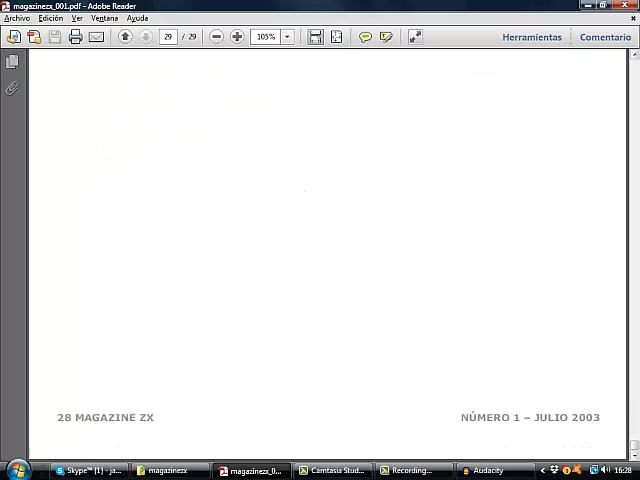 magazinezx_001.pdf - Adobe Reader
Archivo Edición Ver Ventana Ayuda
29 / 29 105% Herramientas Comentario
28 MAGAZINE ZX NÚMERO 1 – JULIO 2003
Skype™ [1] - ja... magazinezx magazinezx_0... Camtasia Stud... Recording... Audacity 16:28